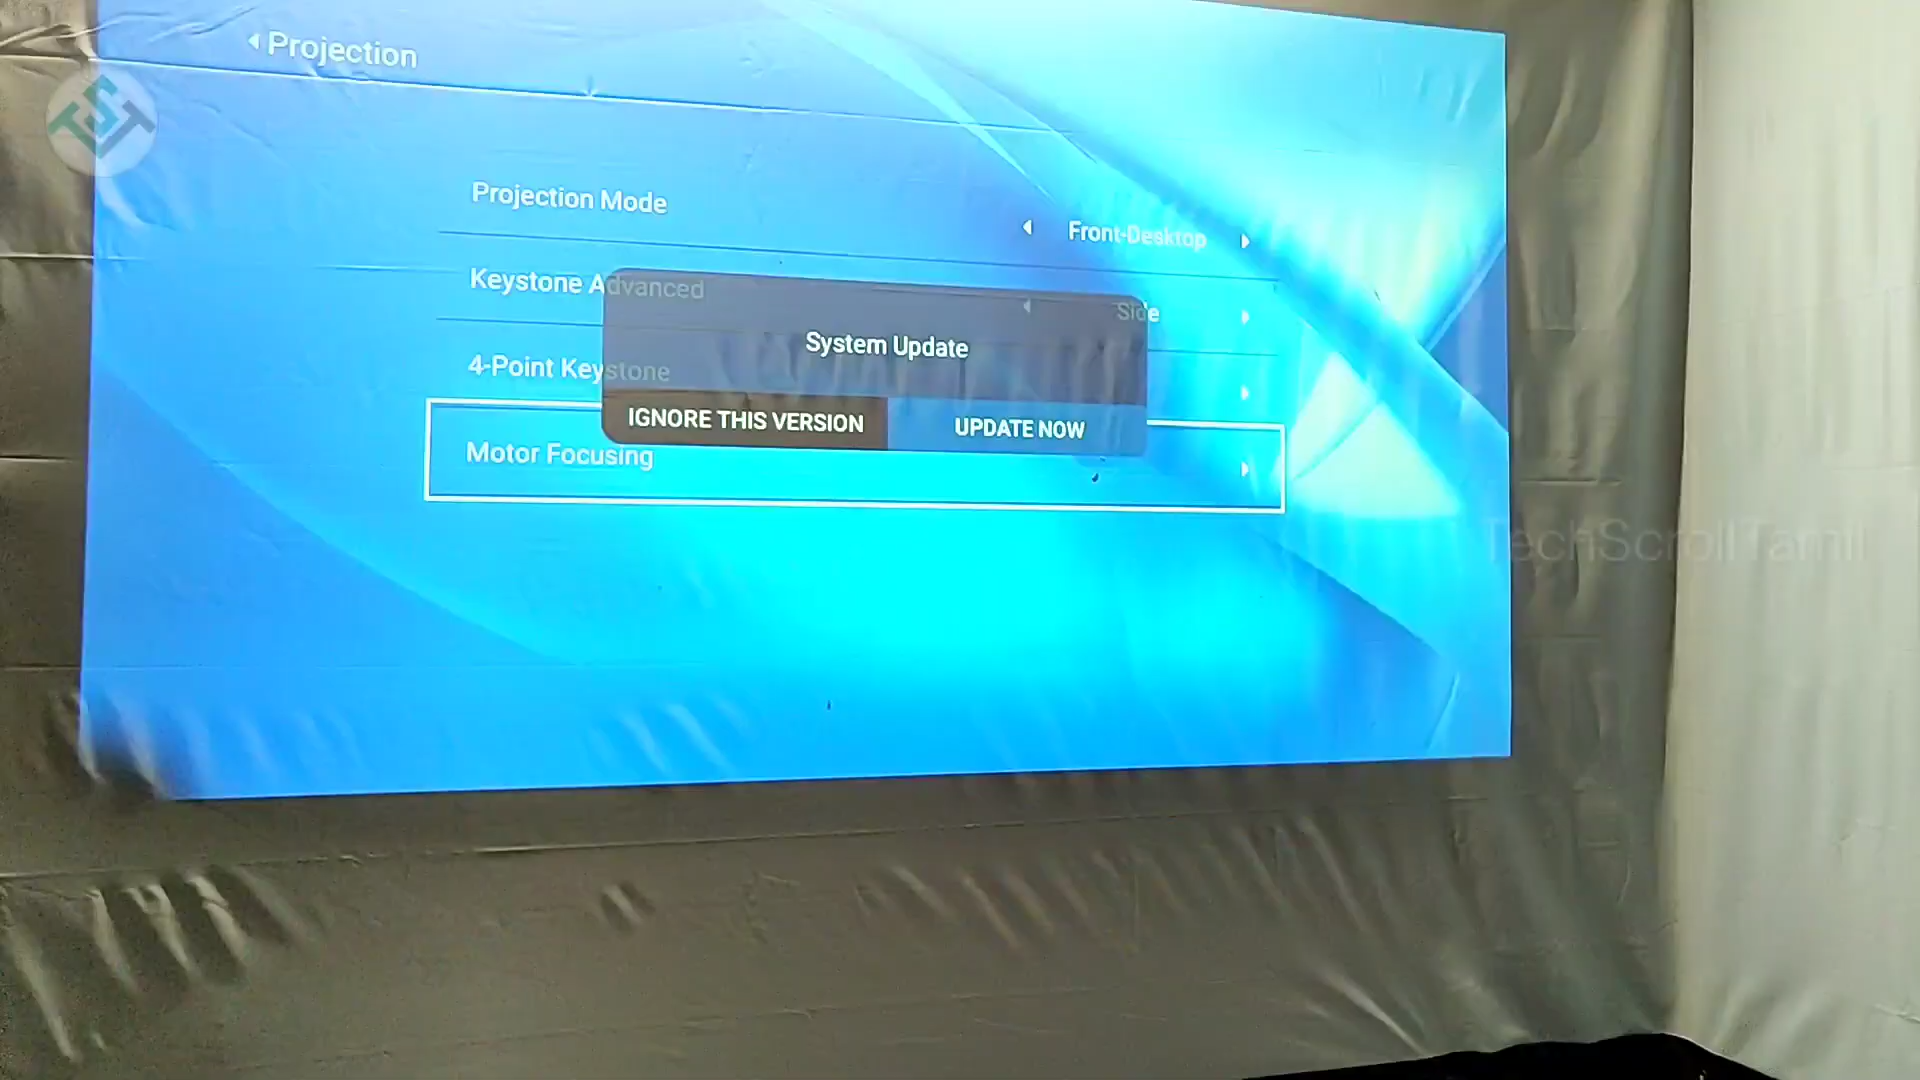 Projection
Projection Mode
Front-Desktop
Keystone Advanced
Side
System Update
4-Point Keystone
IGNORE THIS VERSION
UPDATE NOW
Motor Focusing
TechScrollTamil
TST